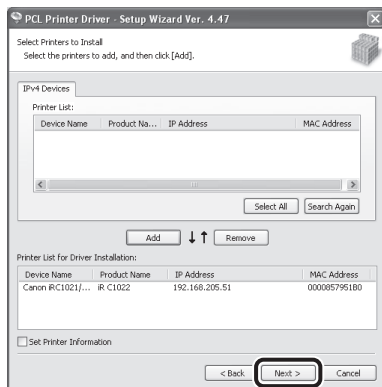 PCL Printer Driver - Setup Wizard Ver. 4.47
Select Printers to Install
Select the printers to add, and then click [Add].
IPv4 Devices
Printer List:
Device Name Product Na... IP Address MAC Address
Select All Search Again
Add Remove
Printer List for Driver Installation:
Device Name Product Name IP Address MAC Address
Canon iRC1021/... iR C1022 192.168.205.51 0000857951B0
Set Printer Information
< Back Next > Cancel